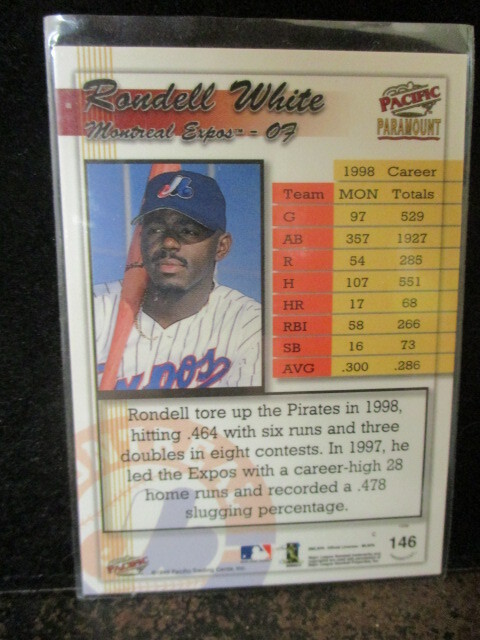 Rondell White
Montreal Expos™ - OF
PACIFIC
PARAMOUNT
1998 Career
Team MON Totals
G 97 529
AB 357 1927
R 54 285
H 107 551
HR 17 68
RBI 58 266
SB 16 73
AVG .300 .286
Expos
Rondell tore up the Pirates in 1998,
hitting .464 with six runs and three
doubles in eight contests. In 1997, he
led the Expos with a career-high 28
home runs and recorded a .478
slugging percentage.
146
PACIFIC